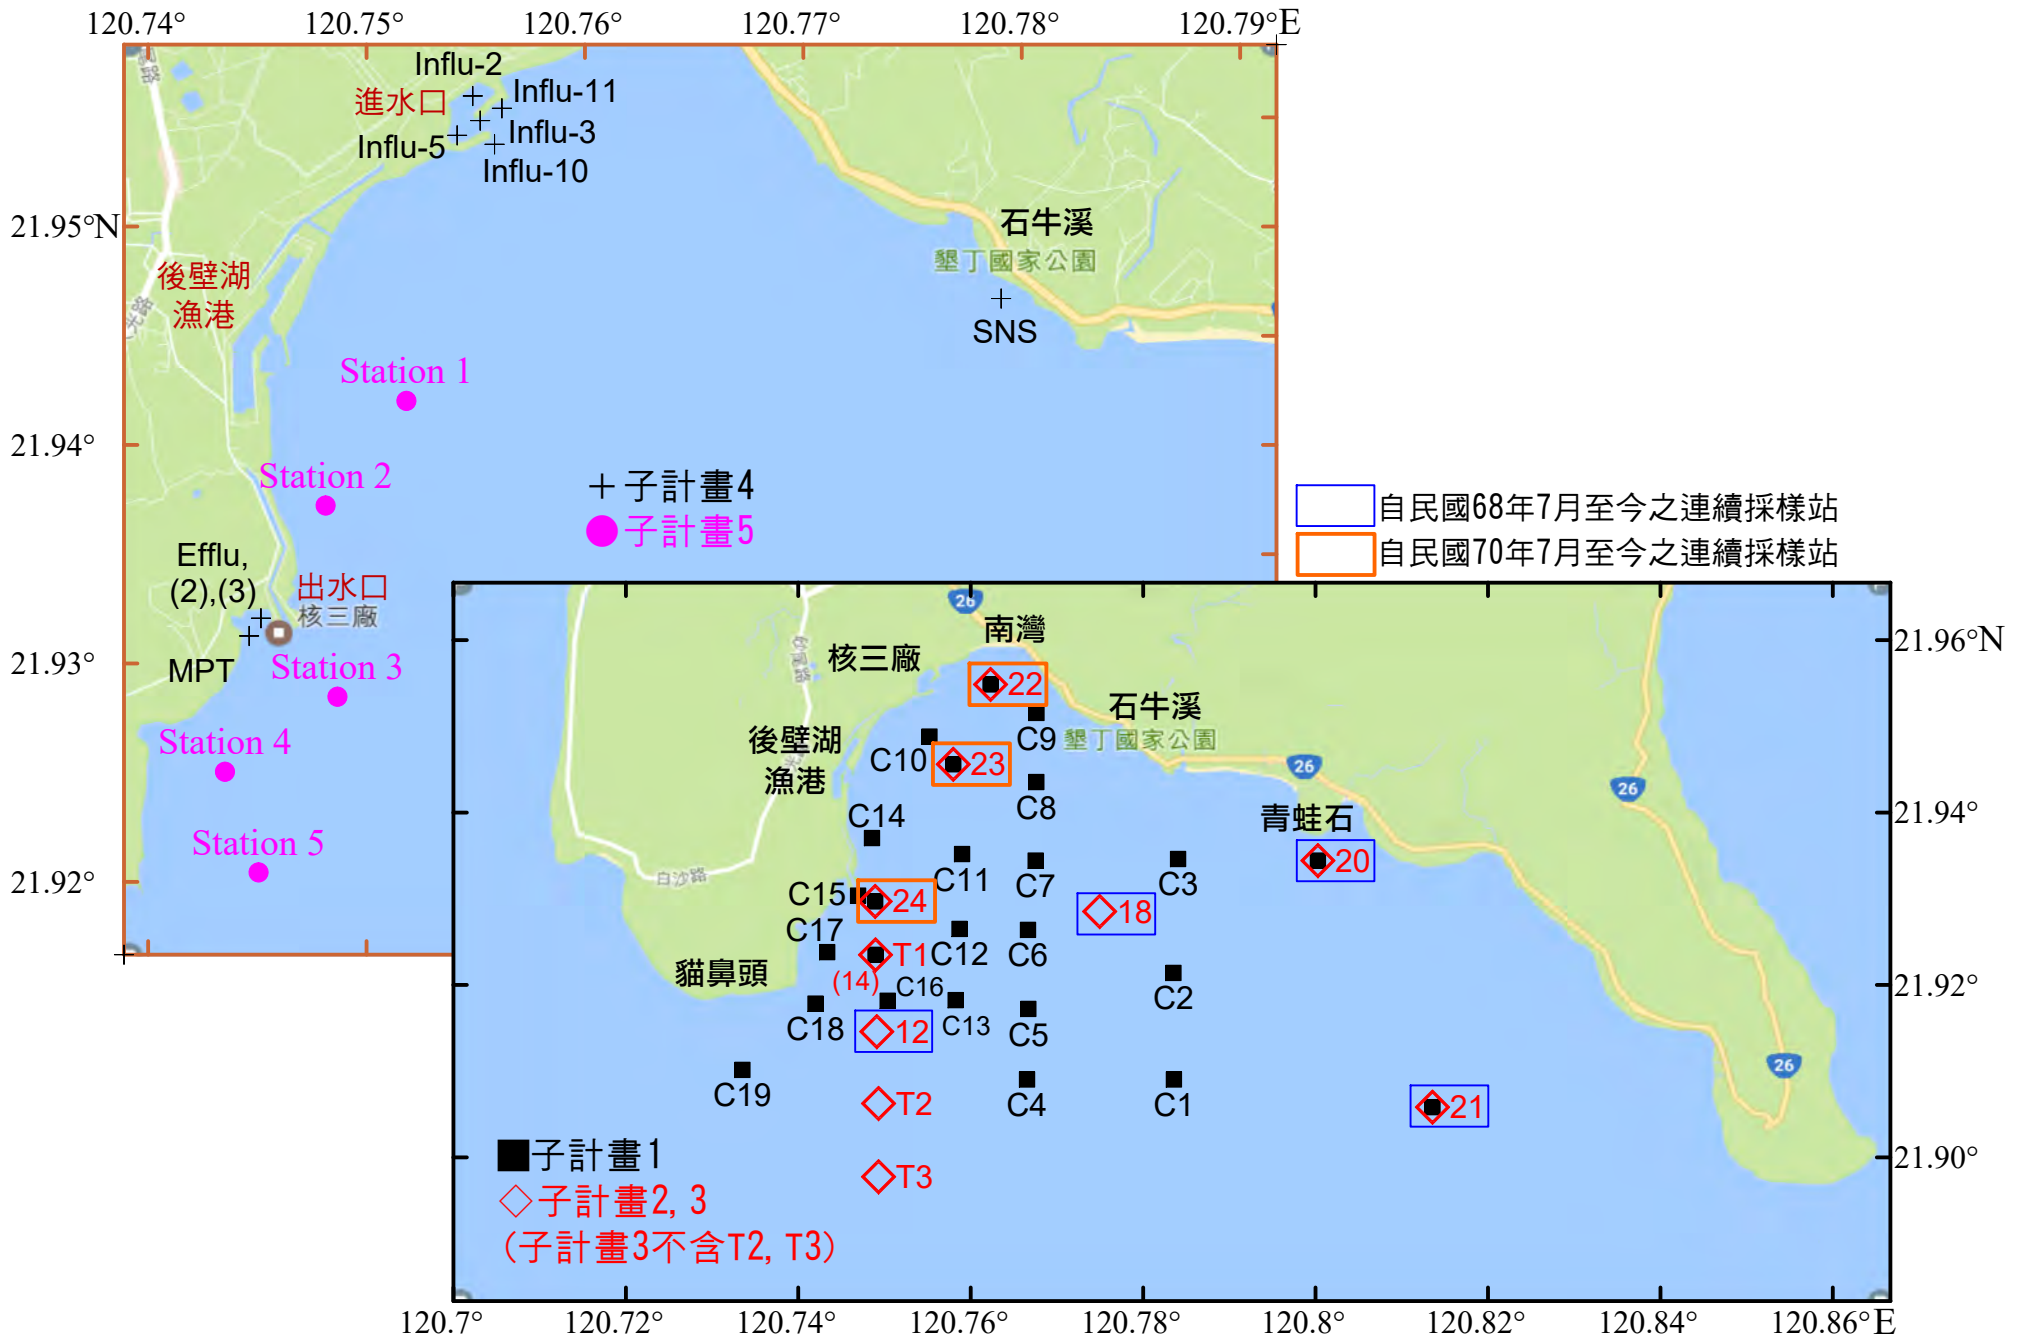 120.74°
120.75°
120.76°
120.77°
120.78°
120.79°E
Influ-2
Influ-11
進水口
Influ-3
Influ-5
Influ-10
21.95°N
石牛溪
墾丁國家公園
後壁湖
漁港
SNS
Station 1
21.94°
Station 2
子計畫4
子計畫5
自民國68年7月至今之連續採樣站
自民國70年7月至今之連續採樣站
Efflu,
(2),(3)
出水口
核三廠
MPT
21.93°
Station 3
Station 4
Station 5
21.92°
26
南灣
核三廠
21.96°N
22
石牛溪
墾丁國家公園
C9
後壁湖
漁港
C10
23
26
26
C8
21.94°
C14
青蛙石
20
C11
C7
C3
白沙路
C15
24
18
C17
T1
C12
C6
貓鼻頭
(14)
C16
C2
21.92°
C18
12
C13
C5
26
C19
T2
C4
C1
21
子計畫1
21.90°
T3
子計畫2, 3
(子計畫3不含T2, T3)
120.7°
120.72°
120.74°
120.76°
120.78°
120.8°
120.82°
120.84°
120.86°E